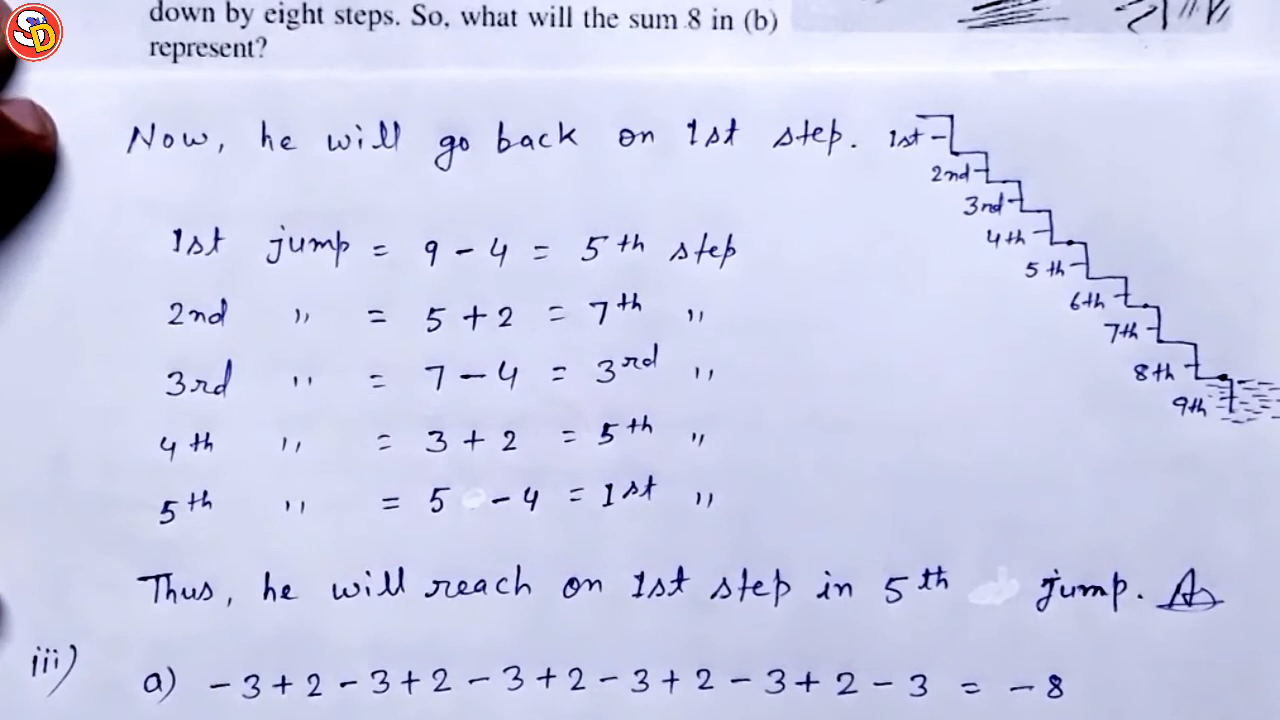 SD
down by eight steps. So, what will the sum 8 in (b)
represent?
Now, he will go back on 1st step.
1st
2nd
3rd
4th
5th
6th
7th
8th
9th
1st jump = 9 - 4 = 5th step
2nd " = 5 + 2 = 7th "
3rd " = 7 - 4 = 3rd "
4th " = 3 + 2 = 5th "
5th " = 5 - 4 = 1st "
Thus, he will reach on 1st step in 5th jump.
iii)
a) - 3 + 2 - 3 + 2 - 3 + 2 - 3 + 2 - 3 + 2 - 3 = - 8